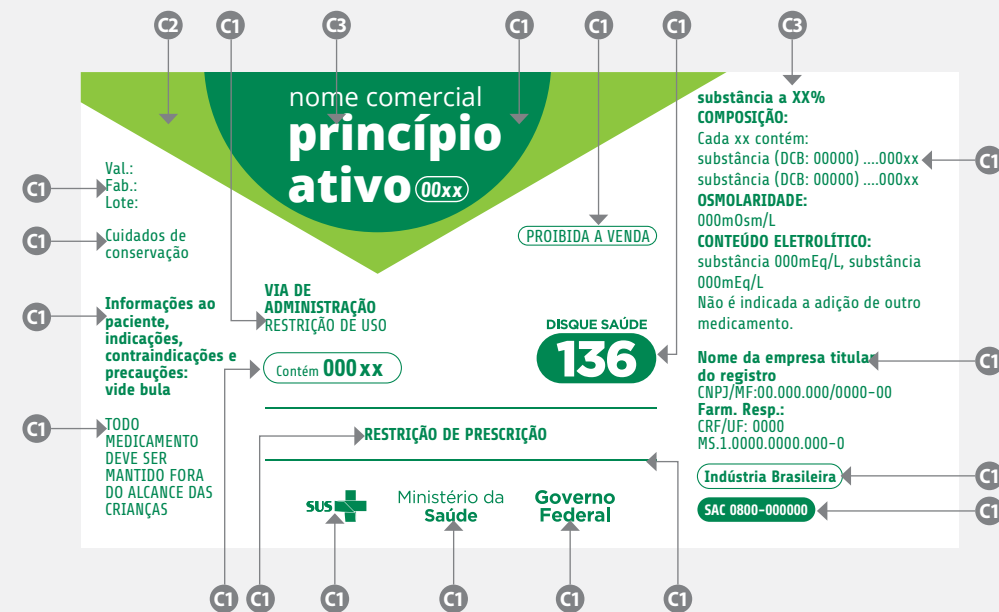 C2
C1
C3
C1
C1
C1
C3
nome comercial
princípio
ativo 00xx
Val.:
Fab.:
Lote:
C1
Cuidados de
conservação
C1
Informações ao
paciente,
indicações,
contraindicações e
precauções:
vide bula
C1
TODO
MEDICAMENTO
DEVE SER
MANTIDO FORA
DO ALCANCE DAS
CRIANÇAS
C1
PROIBIDA A VENDA
VIA DE
ADMINISTRAÇÃO
RESTRIÇÃO DE USO
Contém 000xx
DISQUE SAÚDE
136
RESTRIÇÃO DE PRESCRIÇÃO
SUS
Ministério da
Saúde
Governo
Federal
substância a XX%
COMPOSIÇÃO:
Cada xx contém:
substância (DCB: 00000) ....000xx
substância (DCB: 00000) ....000xx
C1
OSMOLARIDADE:
000mOsm/L
CONTEÚDO ELETROLÍTICO:
substância 000mEq/L, substância
000mEq/L
Não é indicada a adição de outro
medicamento.
Nome da empresa titular
do registro
C1
CNPJ/MF:00.000.000/0000-00
Farm. Resp.:
CRF/UF: 0000
MS.1.0000.0000.000-0
Indústria Brasileira
C1
SAC 0800-000000
C1
C1
C1
C1
C1
C1
C1